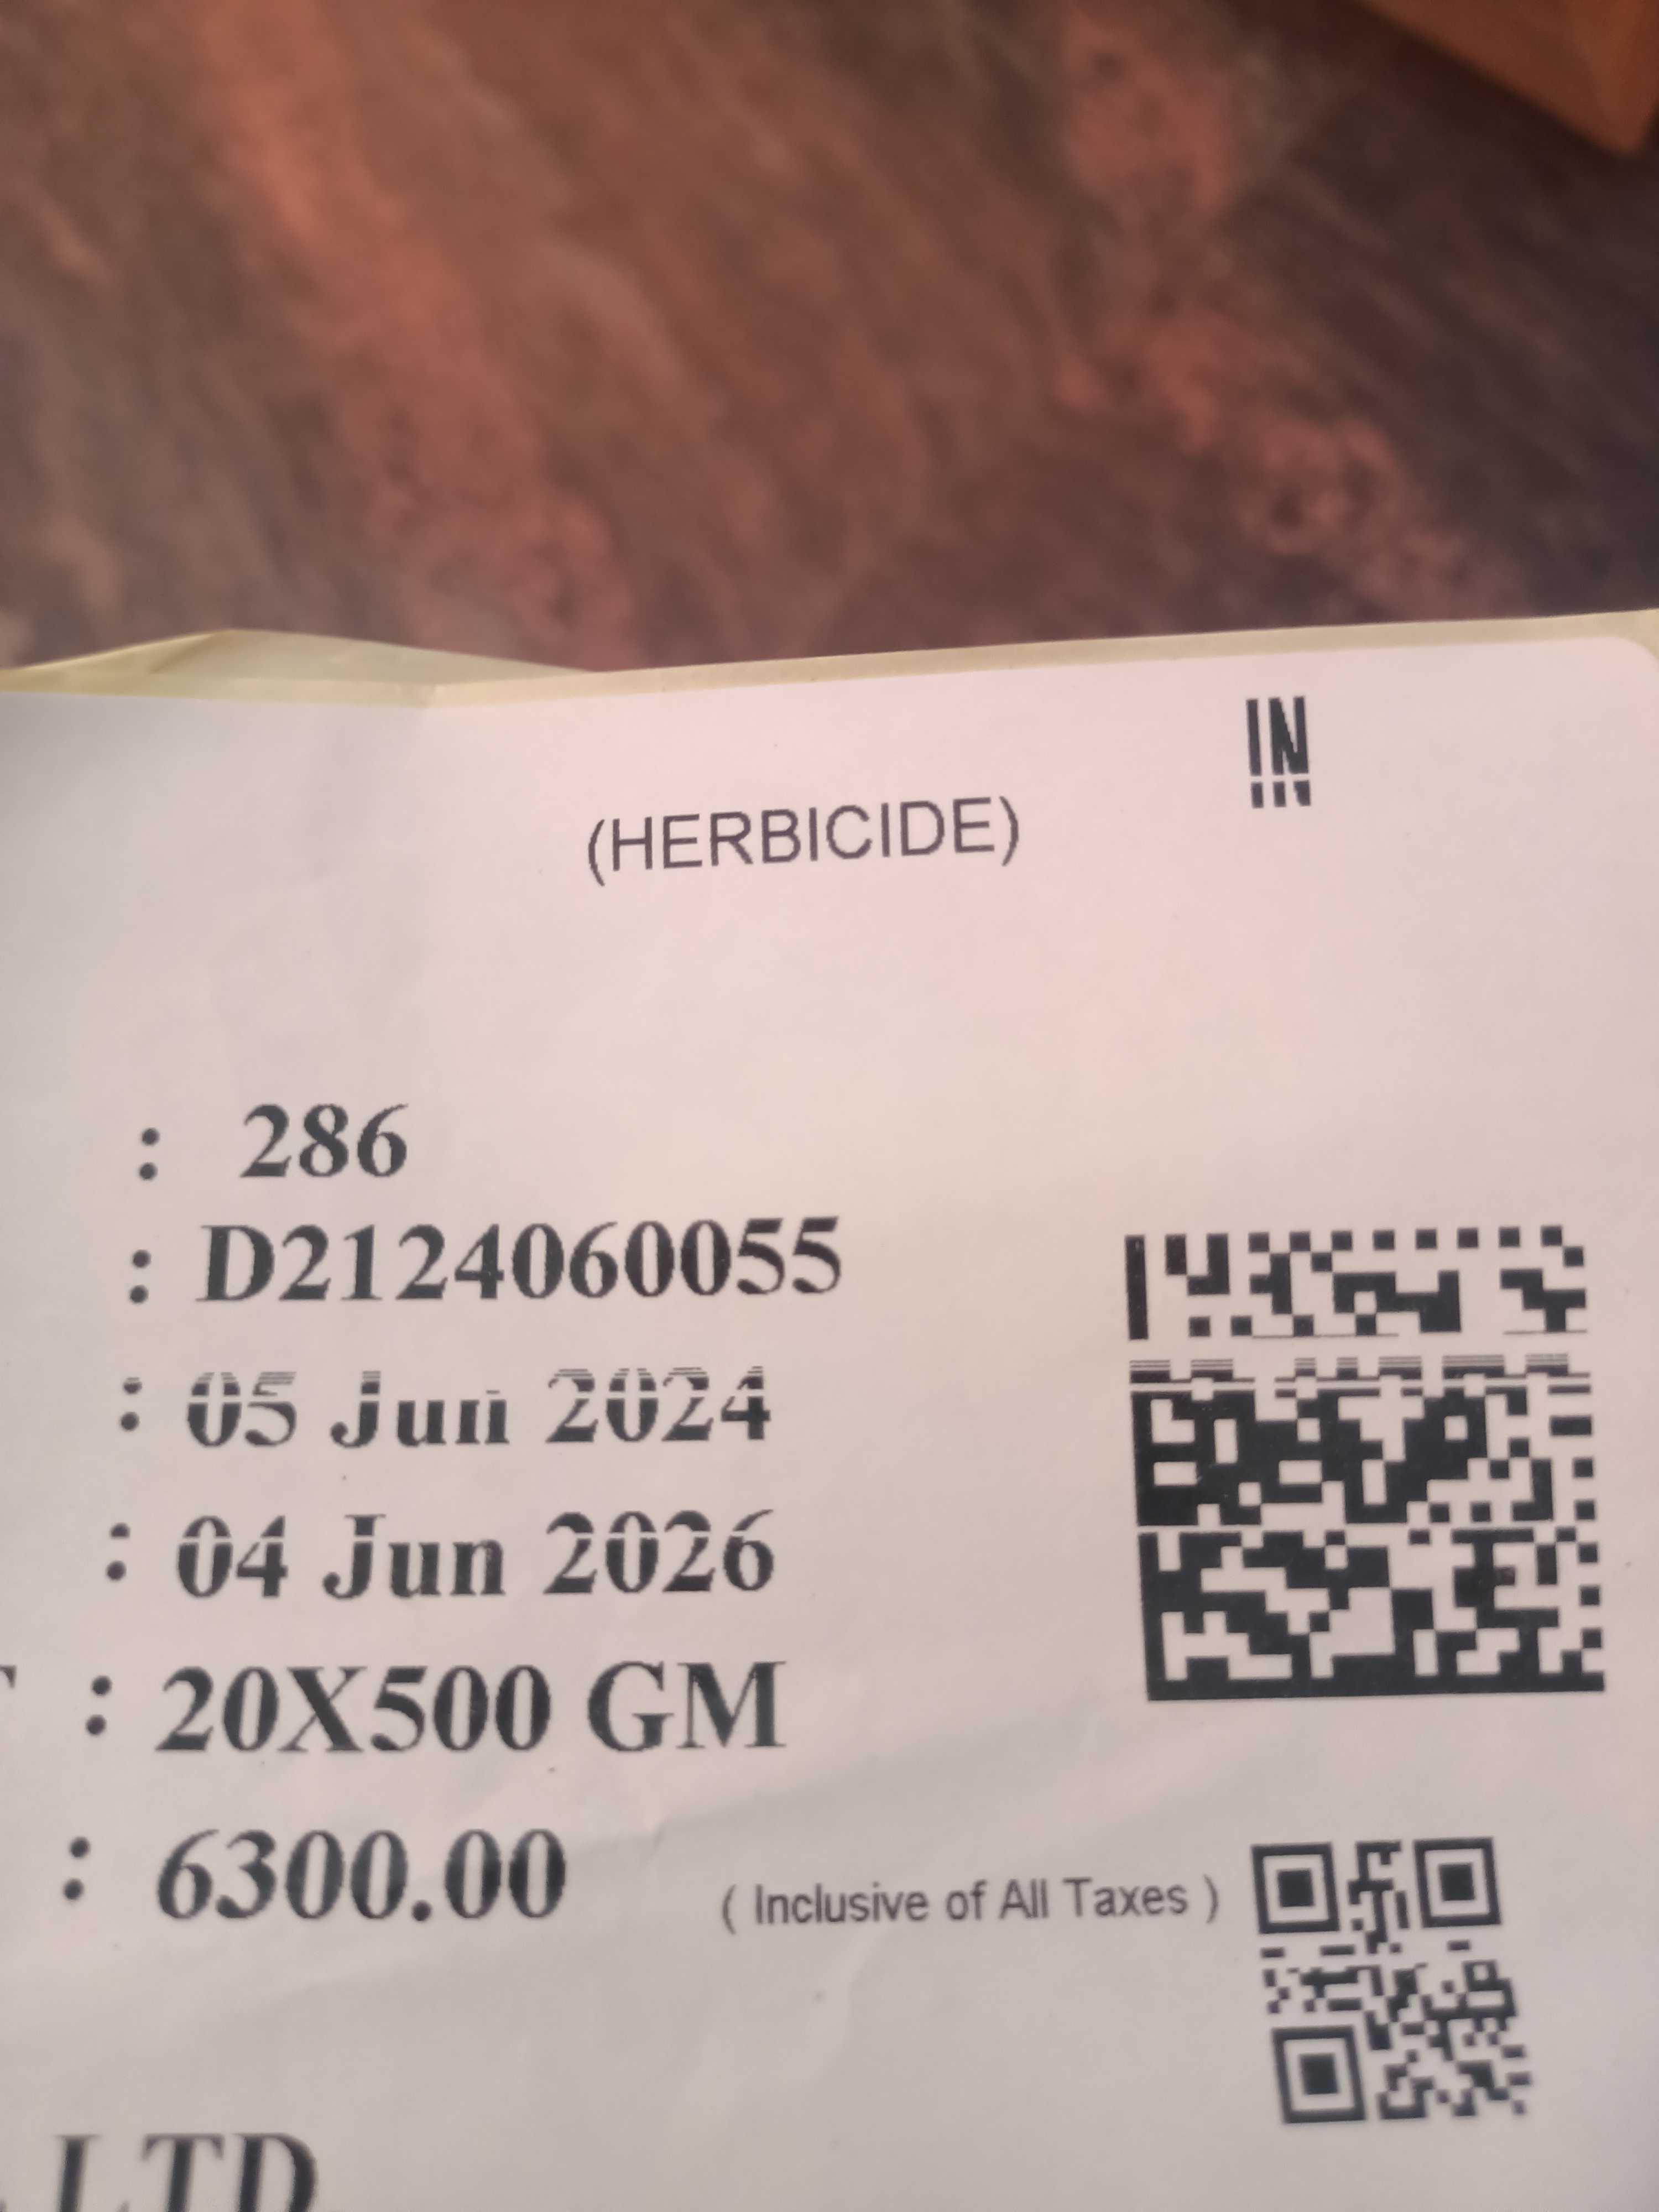 IN
(HERBICIDE)
: 286
: D2124060055
: 05 Jun 2024
: 04 Jun 2026
: 20X500 GM
: 6300.00 ( Inclusive of All Taxes )
LTD